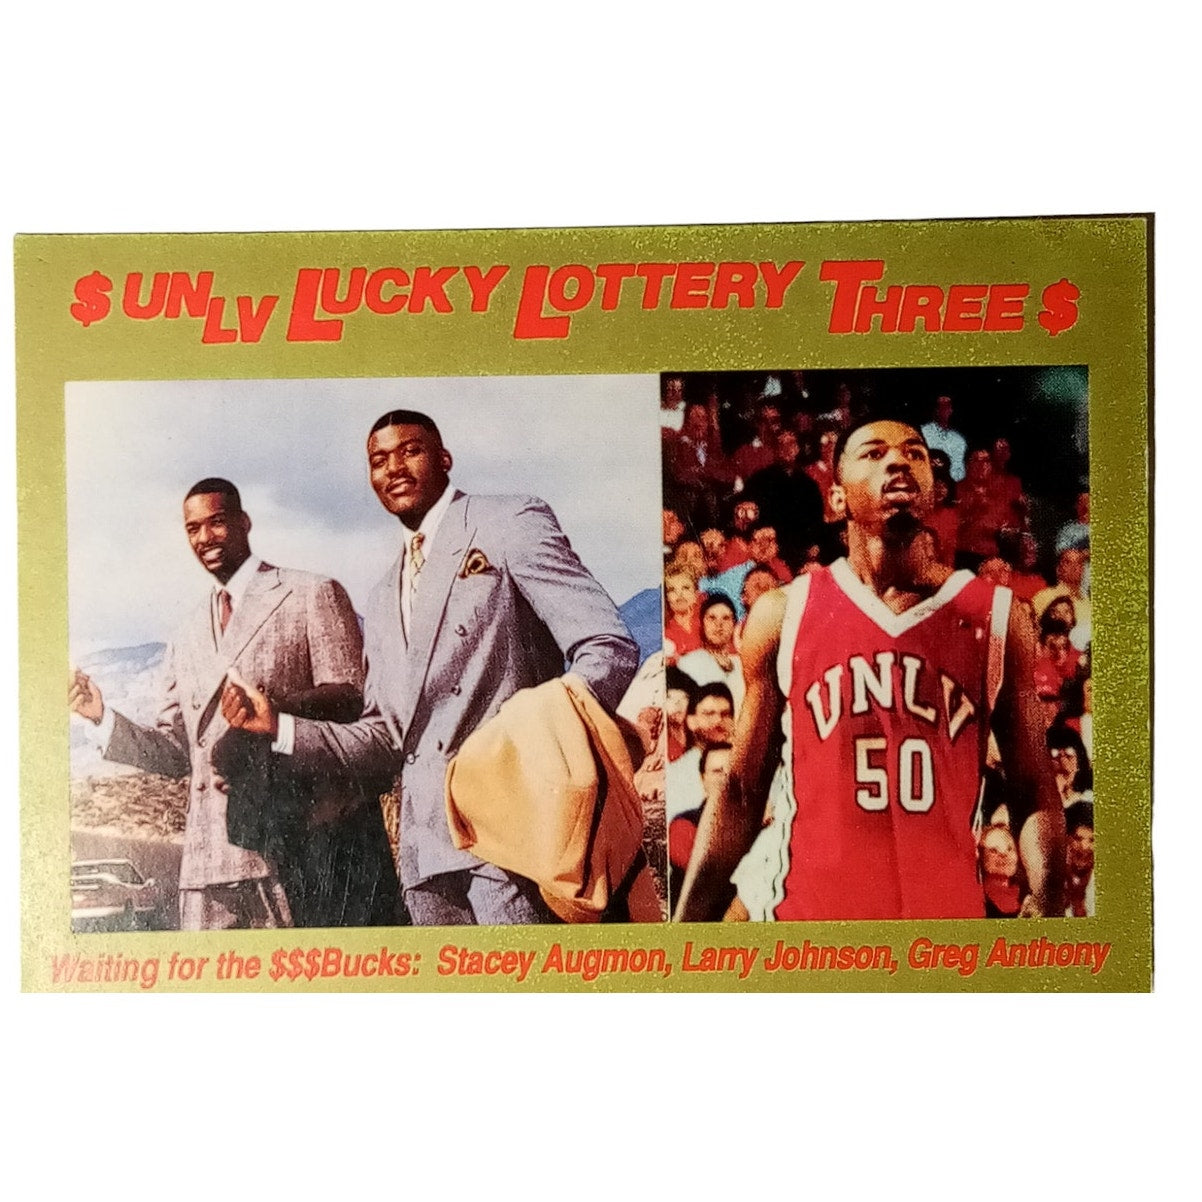 $ UNLV LUCKY LOTTERY THREE $
UNLV
50
Waiting for the $$$Bucks: Stacey Augmon, Larry Johnson, Greg Anthony